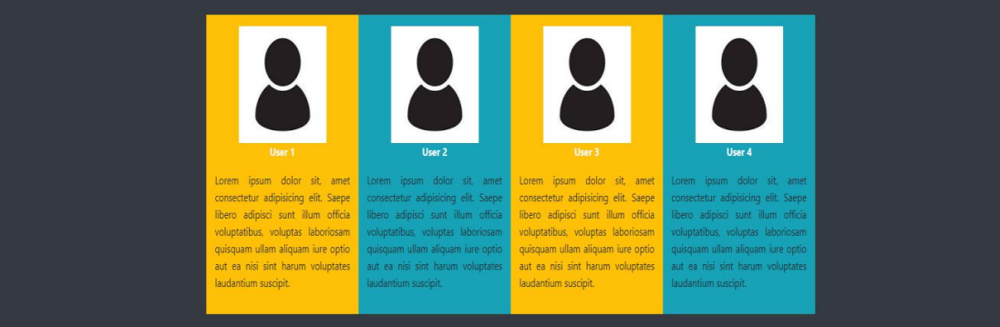 User 1
Lorem ipsum dolor sit, amet
consectetur adipisicing elit. Saepe
libero adipisci sunt illum officia
voluptatibus, voluptas laboriosam
quisquam ullam aliquam iure optio
aut ea nisi sint harum voluptates
laudantium suscipit.
User 2
Lorem ipsum dolor sit, amet
consectetur adipisicing elit. Saepe
libero adipisci sunt illum officia
voluptatibus, voluptas laboriosam
quisquam ullam aliquam iure optio
aut ea nisi sint harum voluptates
laudantium suscipit.
User 3
Lorem ipsum dolor sit, amet
consectetur adipisicing elit. Saepe
libero adipisci sunt illum officia
voluptatibus, voluptas laboriosam
quisquam ullam aliquam iure optio
aut ea nisi sint harum voluptates
laudantium suscipit.
User 4
Lorem ipsum dolor sit, amet
consectetur adipisicing elit. Saepe
libero adipisci sunt illum officia
voluptatibus, voluptas laboriosam
quisquam ullam aliquam iure optio
aut ea nisi sint harum voluptates
laudantium suscipit.